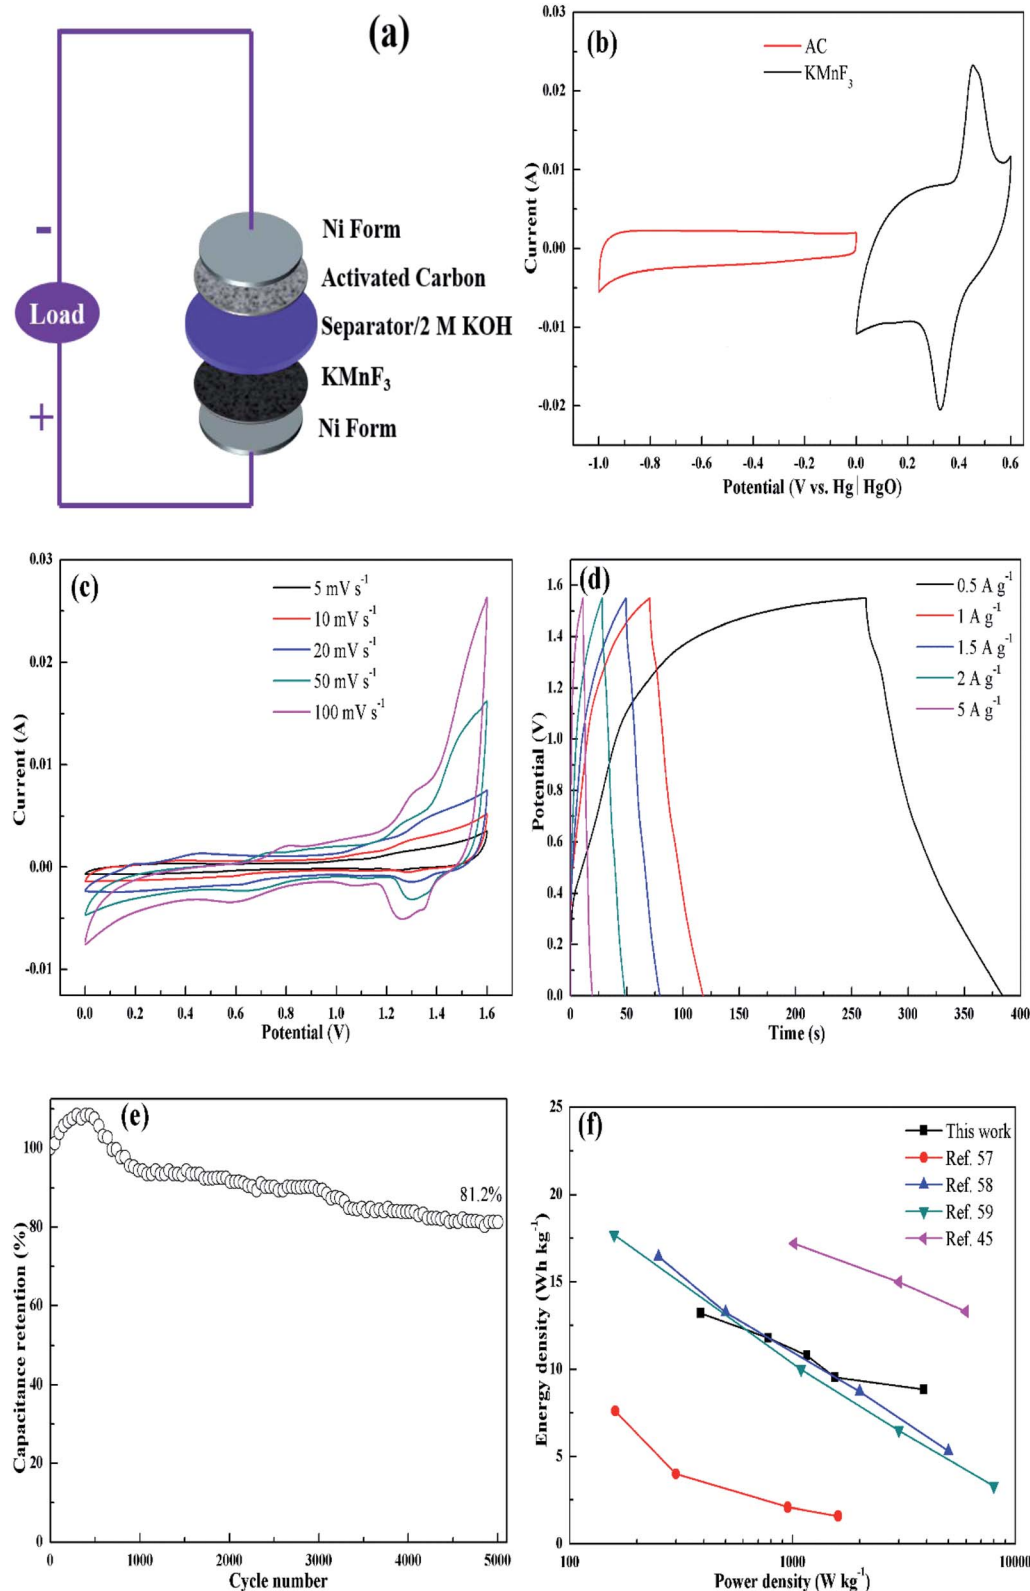 (a)
-
Load
+
Ni Form
Activated Carbon
Separator/2 M KOH
KMnF₃
Ni Form
(b)
AC
KMnF₃
0.03
0.02
0.01
0.00
-0.01
-0.02
Current (A)
-1.0 -0.8 -0.6 -0.4 -0.2 0.0 0.2 0.4 0.6
Potential (V vs. Hg|HgO)
(c)
5 mV s⁻¹
10 mV s⁻¹
20 mV s⁻¹
50 mV s⁻¹
100 mV s⁻¹
0.03
0.02
0.01
0.00
-0.01
Current (A)
0.0 0.2 0.4 0.6 0.8 1.0 1.2 1.4 1.6
Potential (V)
(d)
0.5 A g⁻¹
1 A g⁻¹
1.5 A g⁻¹
2 A g⁻¹
5 A g⁻¹
1.6
1.4
1.2
1.0
0.8
0.6
0.4
0.2
0.0
Potential (V)
0 50 100 150 200 250 300 350 400
Time (s)
(e)
81.2%
100
80
60
40
20
0
Capacitance retention (%)
0 1000 2000 3000 4000 5000
Cycle number
(f)
This work
Ref. 57
Ref. 58
Ref. 59
Ref. 45
25
20
15
10
5
0
Energy density (Wh kg⁻¹)
100 1000 10000
Power density (W kg⁻¹)